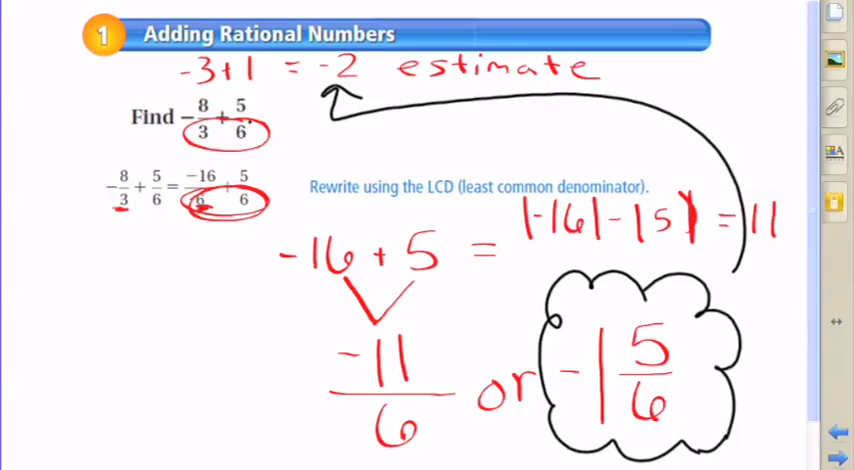 1 Adding Rational Numbers
-3+1 = -2 estimate
Find -8/3 + 5/6.
-8/3 + 5/6 = -16/6 + 5/6
Rewrite using the LCD (least common denominator).
-16 + 5 = |-16| - |5| = 11
-11/6 or -1 5/6